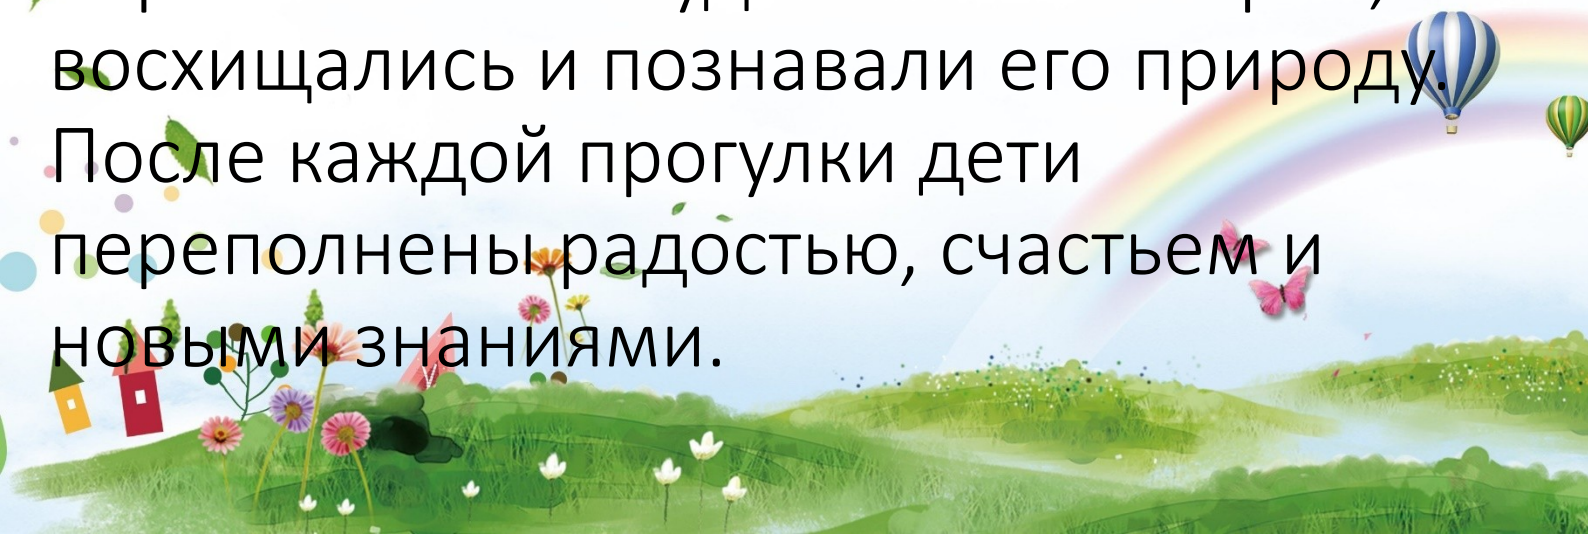 восхищались и познавали его природу.
После каждой прогулки дети
переполнены радостью, счастьем и
новыми знаниями.